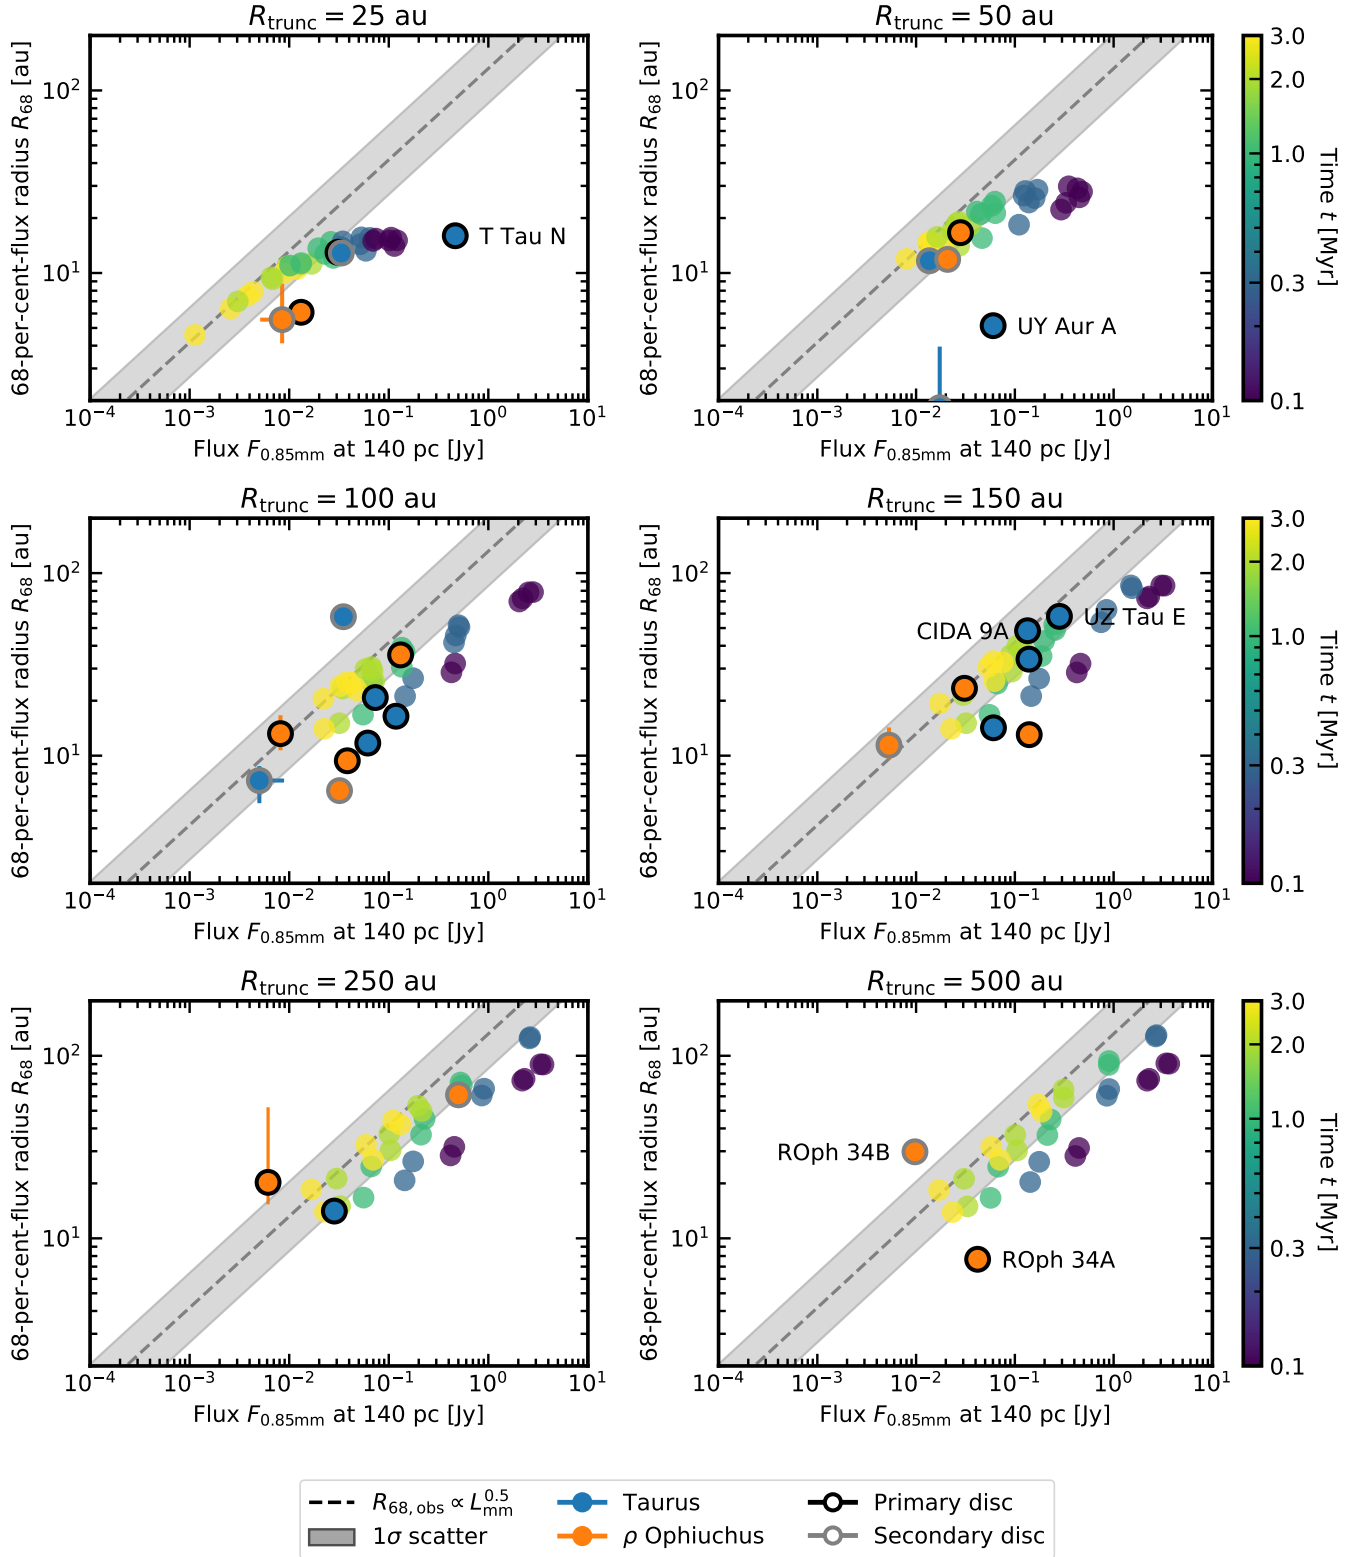 R_trunc = 25 au
R_trunc = 50 au
68-per-cent-flux radius R_68 [au]
10^2
10^1
T Tau N
10^-4 10^-3 10^-2 10^-1 10^0 10^1
Flux F_0.85mm at 140 pc [Jy]
68-per-cent-flux radius R_68 [au]
10^2
10^1
UY Aur A
10^-4 10^-3 10^-2 10^-1 10^0 10^1
Flux F_0.85mm at 140 pc [Jy]
3.0
2.0
1.0
0.3
0.1
Time t [Myr]
R_trunc = 100 au
R_trunc = 150 au
68-per-cent-flux radius R_68 [au]
10^2
10^1
10^-4 10^-3 10^-2 10^-1 10^0 10^1
Flux F_0.85mm at 140 pc [Jy]
68-per-cent-flux radius R_68 [au]
10^2
10^1
UZ Tau E
CIDA 9A
10^-4 10^-3 10^-2 10^-1 10^0 10^1
Flux F_0.85mm at 140 pc [Jy]
3.0
2.0
1.0
0.3
0.1
Time t [Myr]
R_trunc = 250 au
R_trunc = 500 au
68-per-cent-flux radius R_68 [au]
10^2
10^1
10^-4 10^-3 10^-2 10^-1 10^0 10^1
Flux F_0.85mm at 140 pc [Jy]
68-per-cent-flux radius R_68 [au]
10^2
10^1
ROph 34B
ROph 34A
10^-4 10^-3 10^-2 10^-1 10^0 10^1
Flux F_0.85mm at 140 pc [Jy]
3.0
2.0
1.0
0.3
0.1
Time t [Myr]
R_68, obs ∝ L_mm^0.5
1σ scatter
Taurus
ρ Ophiuchus
Primary disc
Secondary disc